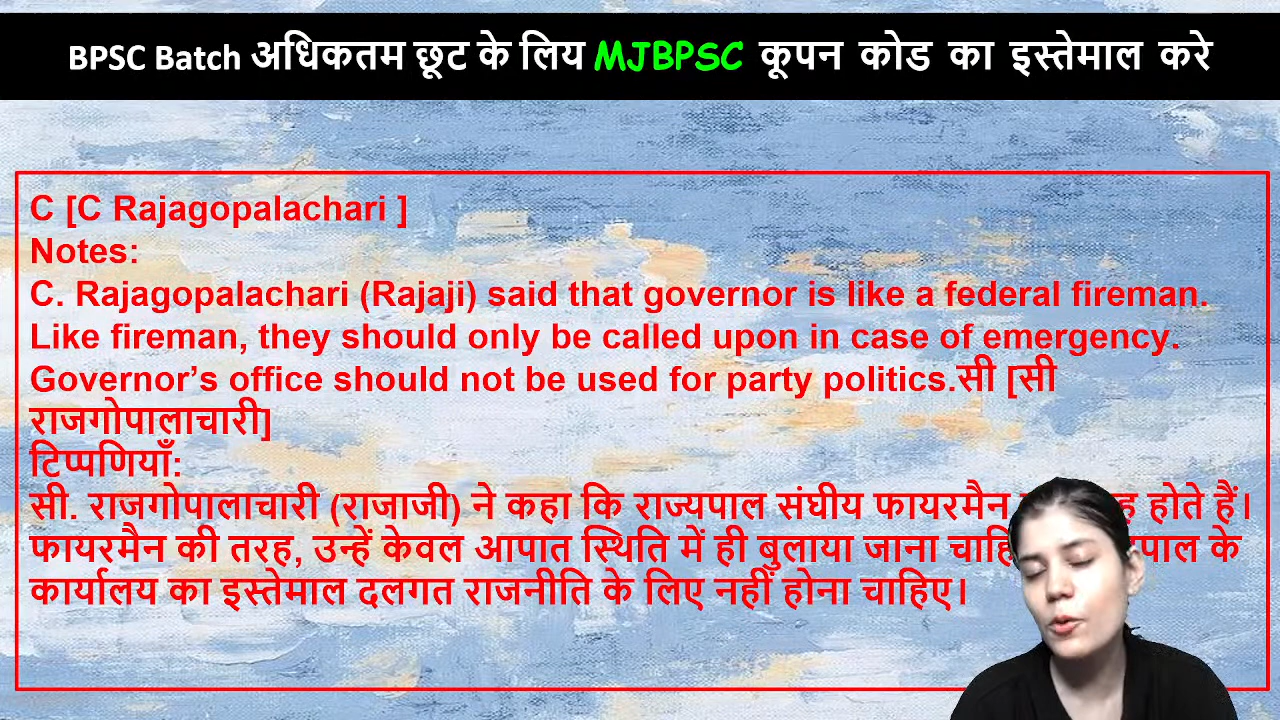 BPSC Batch अधिकतम छूट के लिय MJBPSC कूपन कोड का इस्तेमाल करे
C [C Rajagopalachari ]
Notes:
C. Rajagopalachari (Rajaji) said that governor is like a federal fireman.
Like fireman, they should only be called upon in case of emergency.
Governor’s office should not be used for party politics.सी [सी
राजगोपालाचारी]
टिप्पणियाँ:
सी. राजगोपालाचारी (राजाजी) ने कहा कि राज्यपाल संघीय फायरमैन होते हैं।
फायरमैन की तरह, उन्हें केवल आपात स्थिति में ही बुलाया जाना के
कार्यालय का इस्तेमाल दलगत राजनीति के लिए नहीं होना चाहिए।